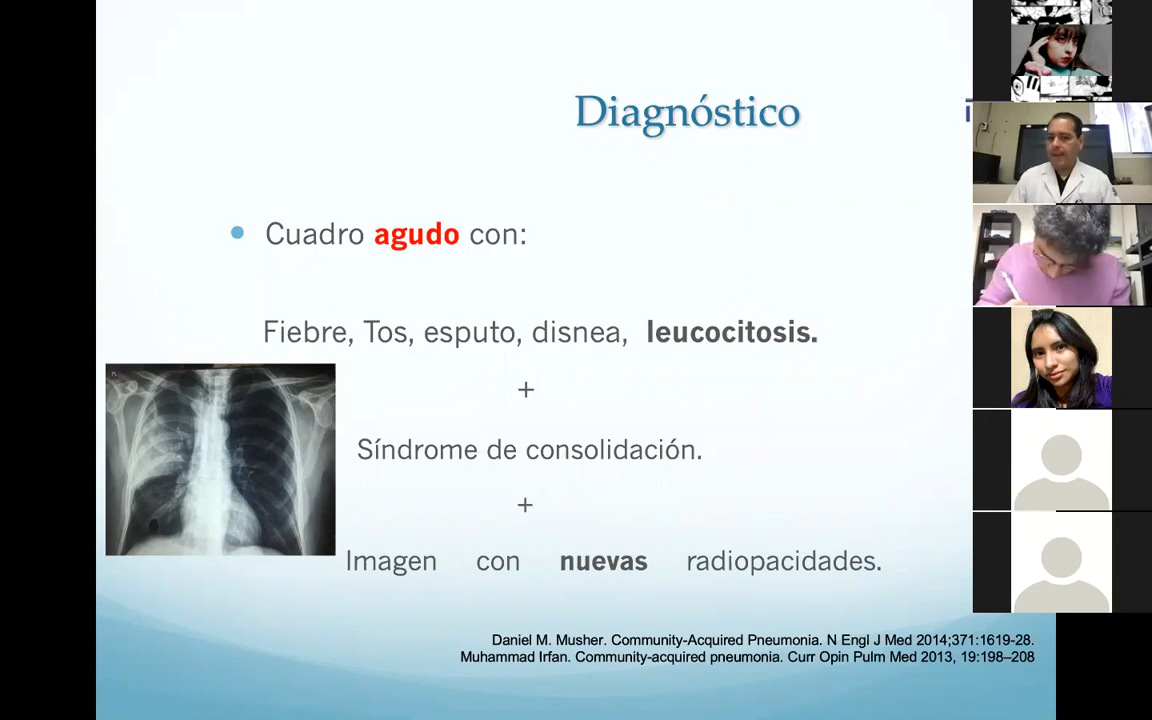 Diagnóstico
Cuadro agudo con:
Fiebre, Tos, esputo, disnea, leucocitosis.
+
Síndrome de consolidación.
+
Imagen con nuevas radiopacidades.
Daniel M. Musher. Community-Acquired Pneumonia. N Engl J Med 2014;371:1619-28.
Muhammad Irfan. Community-acquired pneumonia. Curr Opin Pulm Med 2013, 19:198–208